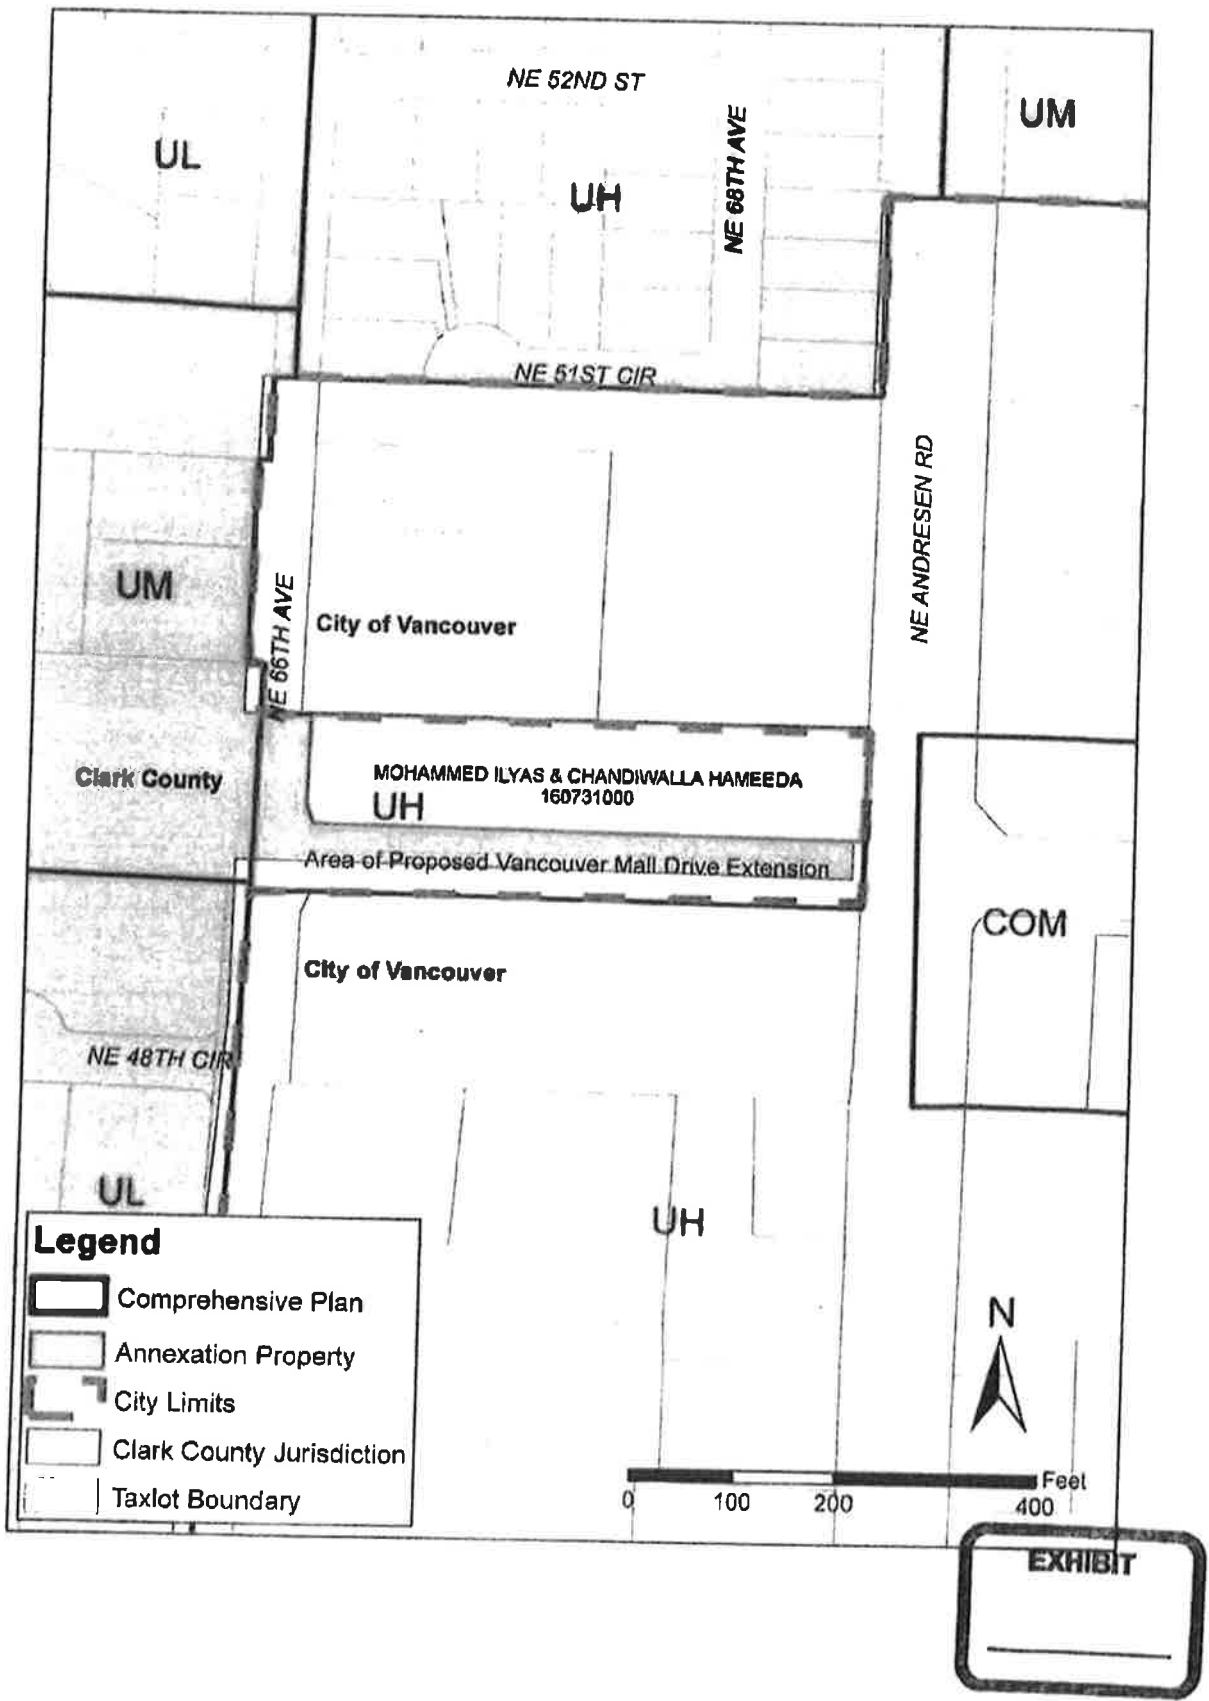 NE 52ND ST
UM
UL
UH
NE 68TH AVE
NE 51ST CIR
NE ANDRESEN RD
UM
NE 66TH AVE
City of Vancouver
Clark County
MOHAMMED ILYAS & CHANDIWALLA HAMEEDA
160731000
UH
Area of Proposed Vancouver Mall Drive Extension
COM
City of Vancouver
NE 48TH CIR
UL
UH
Legend
Comprehensive Plan
Annexation Property
City Limits
Clark County Jurisdiction
Taxlot Boundary
N
Feet
0 100 200 400
EXHIBIT